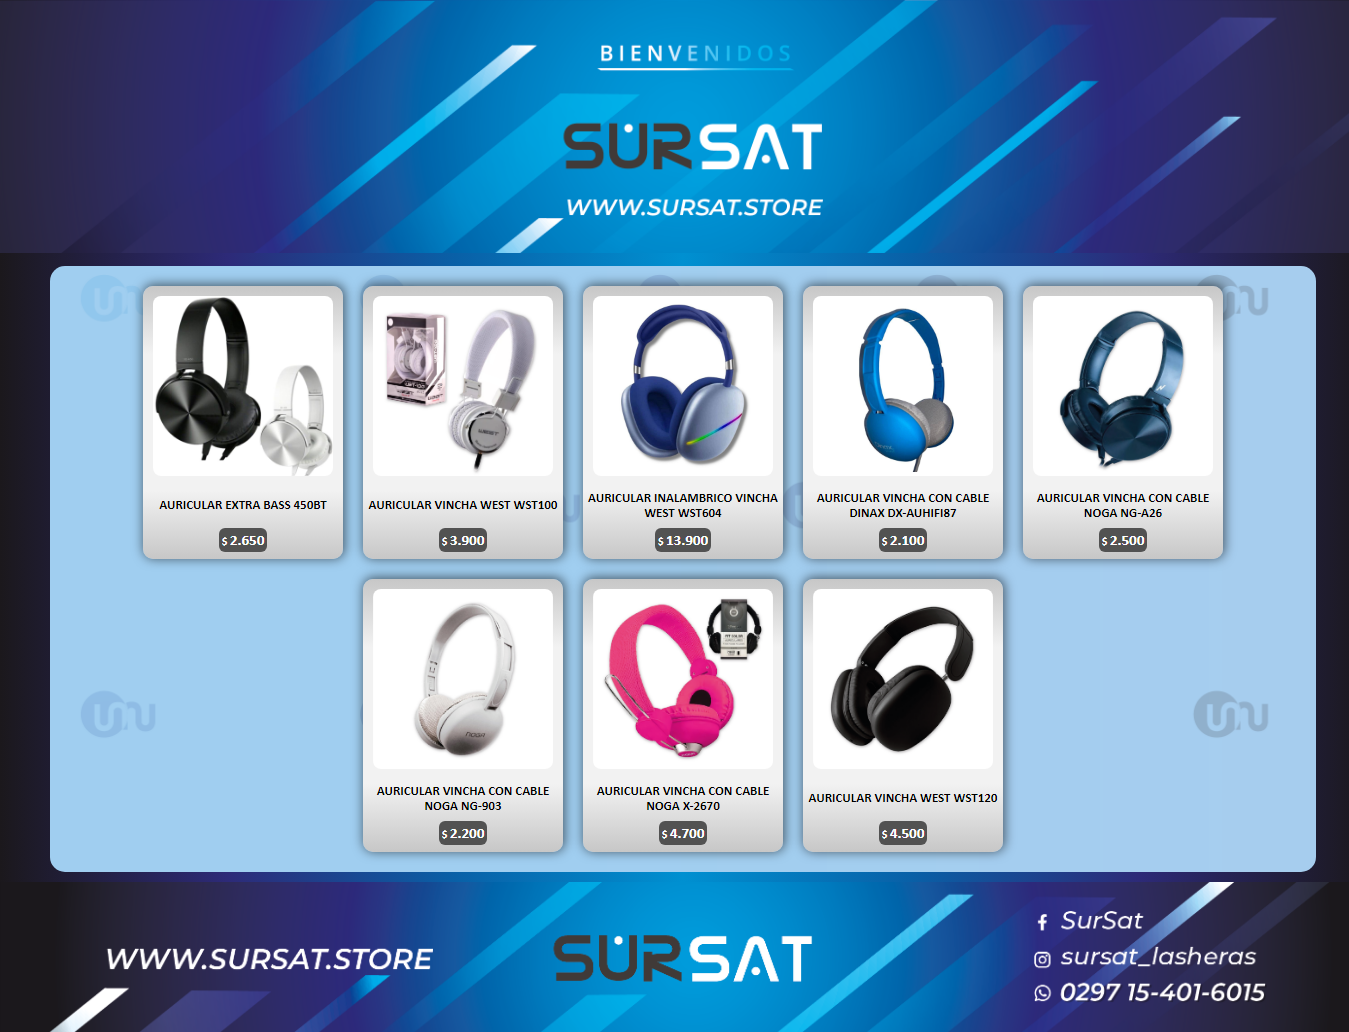 BIENVENIDOS
SURSAT
WWW.SURSAT.STORE
AURICULAR EXTRA BASS 450BT
$ 2.650
AURICULAR VINCHA WEST WST100
$ 3.900
AURICULAR INALAMBRICO VINCHA
WEST WST604
$ 13.900
AURICULAR VINCHA CON CABLE
DINAX DX-AUHIFI87
$ 2.100
AURICULAR VINCHA CON CABLE
NOGA NG-A26
$ 2.500
NOGA
AURICULAR VINCHA CON CABLE
NOGA NG-903
$ 2.200
AURICULAR VINCHA CON CABLE
NOGA X-2670
$ 4.700
AURICULAR VINCHA WEST WST120
$ 4.500
WWW.SURSAT.STORE
SURSAT
SurSat
sursat_lasheras
0297 15-401-6015